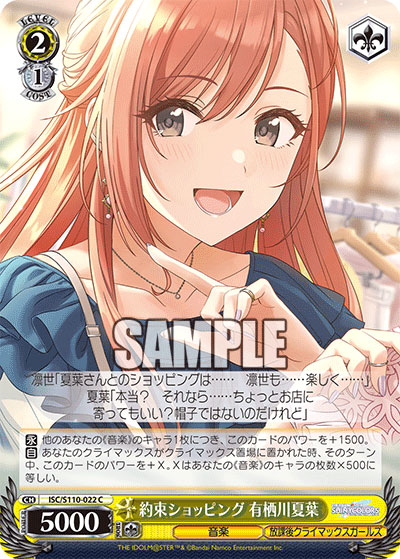 LEVEL
2
1
COST
SAMPLE
凛世「夏葉さんとのショッピングは…… 凛世も……楽しく……」
夏葉「本当? それなら……ちょっとお店に
寄ってもいい?帽子ではないのだけれど」
永 他のあなたの《音楽》のキャラ1枚につき、このカードのパワーを+1500。
あなたのクライマックスがクライマックス置場に置かれた時、そのターン
中、このカードのパワーを+X。Xはあなたの《音楽》のキャラの枚数×500に
等しい。
CH ISC/S110-022 C
POWER
5000
約束ショッピング 有栖川夏葉
音楽
放課後クライマックスガールズ
SHINYCOLORS
THE IDOLM@STER™&©Bandai Namco Entertainment Inc.